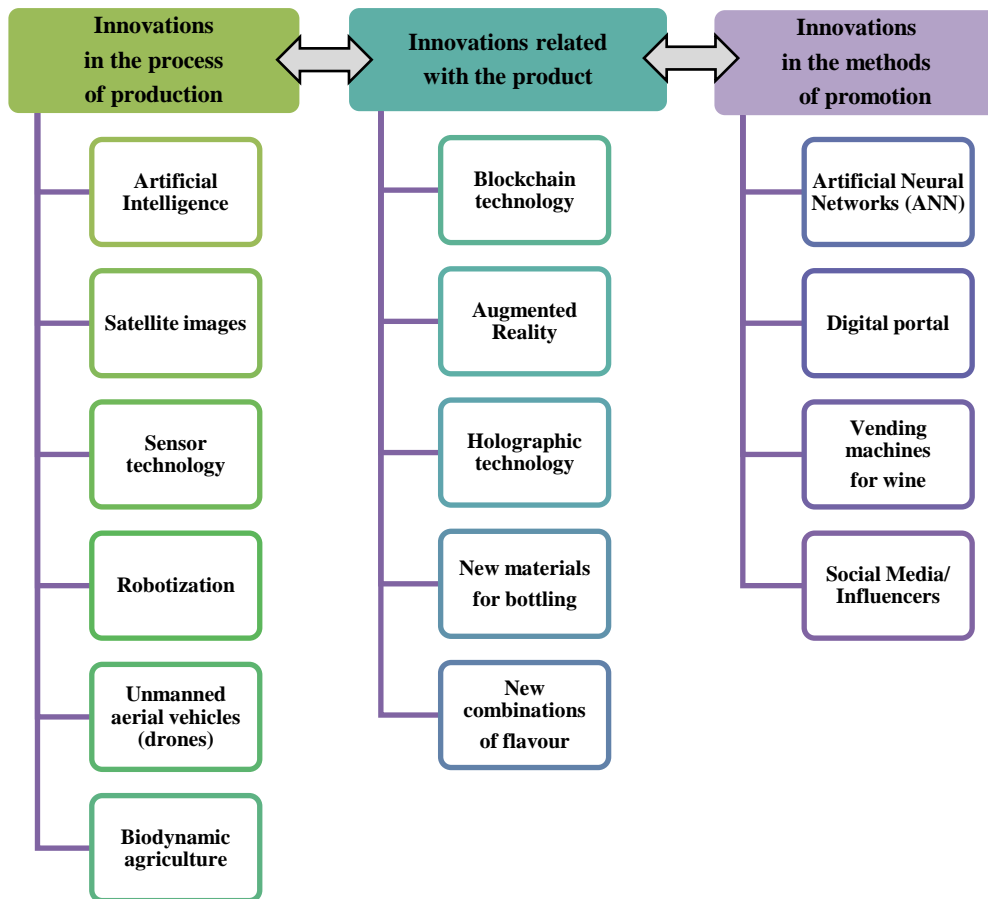 Innovations
in the process
of production
Artificial
Intelligence
Satellite images
Sensor
technology
Robotization
Unmanned
aerial vehicles
(drones)
Biodynamic
agriculture
Innovations related
with the product
Blockchain
technology
Augmented
Reality
Holographic
technology
New materials
for bottling
New
combinations
of flavour
Innovations
in the methods
of promotion
Artificial Neural
Networks (ANN)
Digital portal
Vending
machines
for wine
Social Media/
Influencers